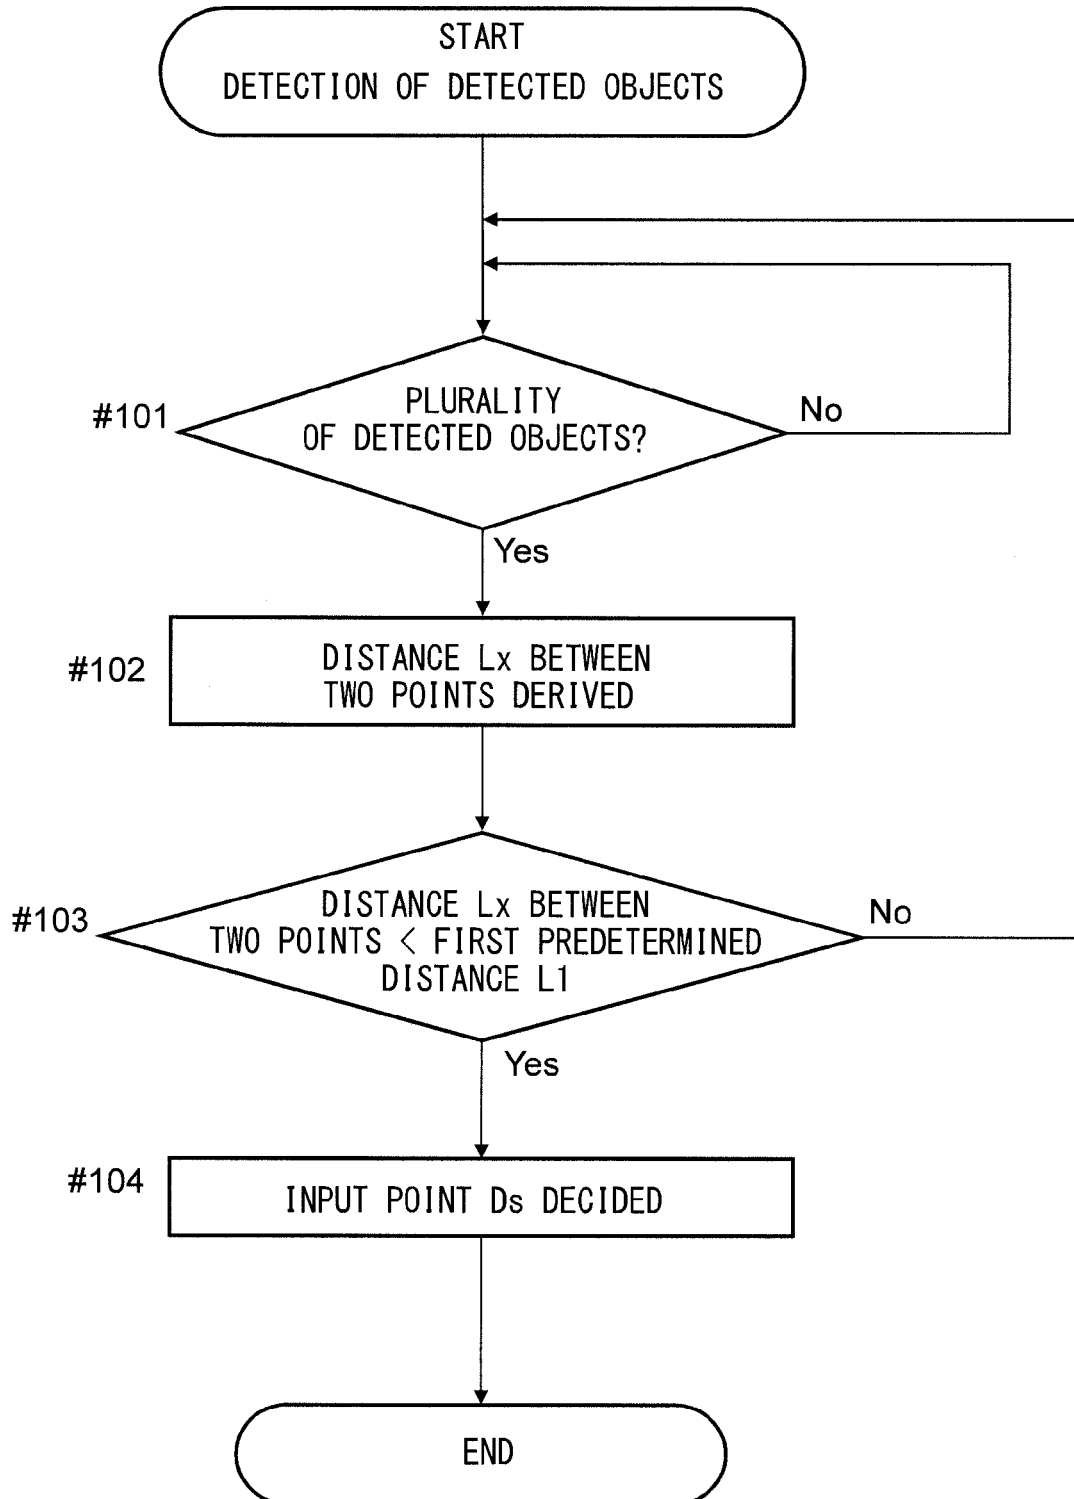 START
DETECTION OF DETECTED OBJECTS
#101
PLURALITY
OF DETECTED OBJECTS?
No
Yes
#102
DISTANCE Lx BETWEEN
TWO POINTS DERIVED
#103
DISTANCE Lx BETWEEN
TWO POINTS < FIRST PREDETERMINED
DISTANCE L1
No
Yes
#104
INPUT POINT Ds DECIDED
END